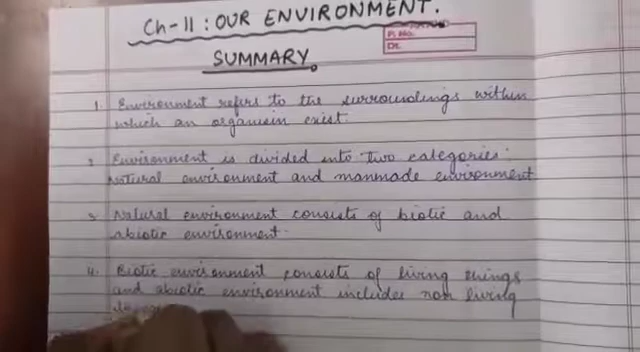 Ch-11 : OUR ENVIRONMENT.
P. No.
Dt.
SUMMARY.
1. Environment refers to the surroundings within
which an organism exist.
2. Environment is divided into two categories:
Natural environment and manmade environment
3. Natural environment consists of biotic and
abiotic environment.
4. Biotic environment consists of living things
and abiotic environment includes non living